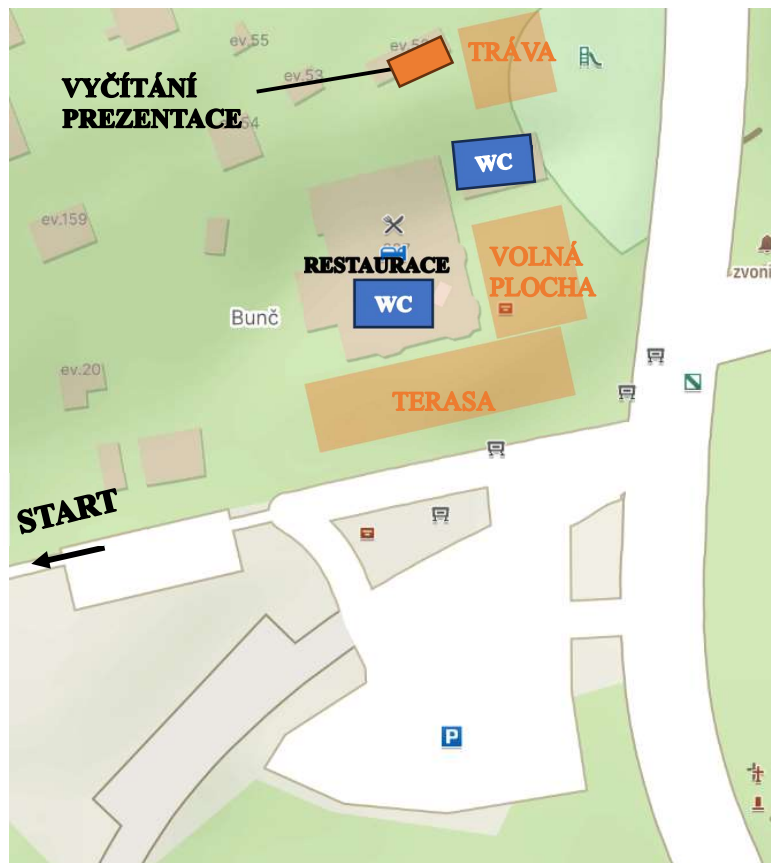 ev.55
TRÁVA
ev.53
VYČÍTÁNÍ
PREZENTACE
WC
ev.159
RESTAURACE
VOLNÁ
PLOCHA
zvoni
WC
Bunč
ev.20
TERASA
START
P